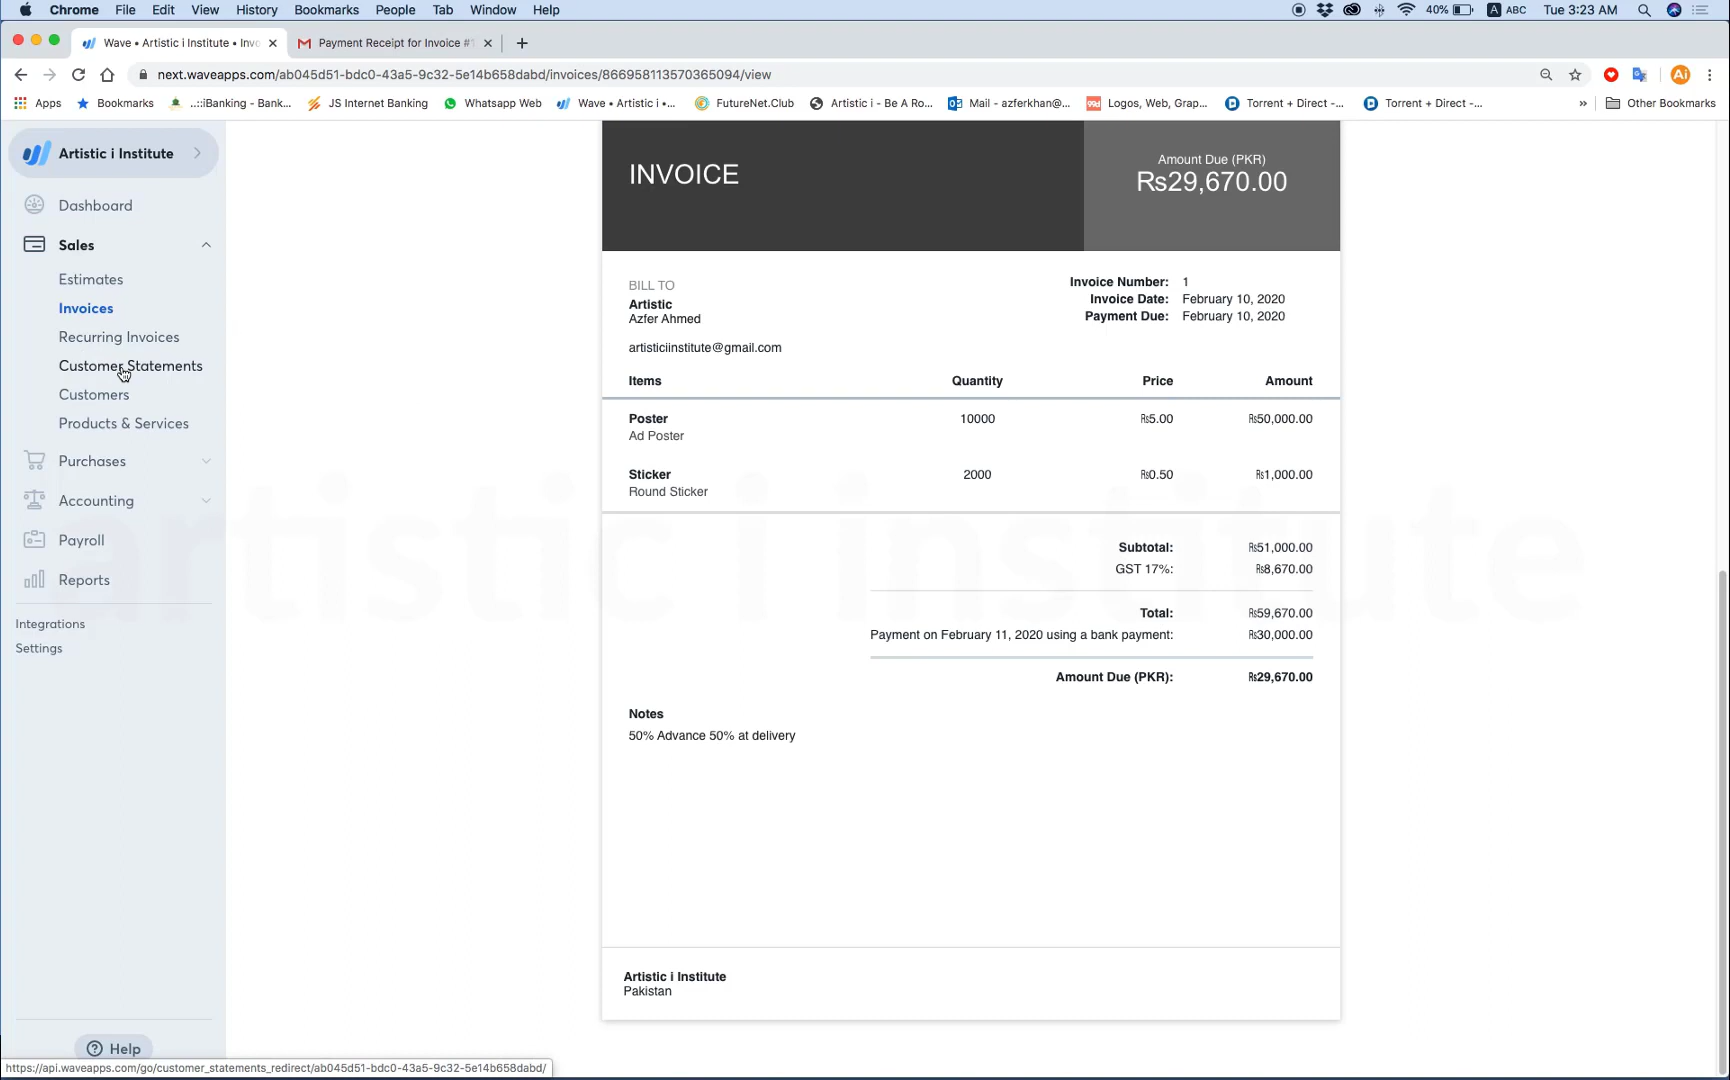 Chrome File Edit View History Bookmarks People Tab Window Help
40% A ABC Tue 3:23 AM
Wave • Artistic i Institute • Invo
Payment Receipt for Invoice #1
next.waveapps.com/ab045d51-bdc0-43a5-9c32-5e14b658dabd/invoices/866958113570365094/view
Ai
Apps Bookmarks ..::iBanking - Bank... JS Internet Banking Whatsapp Web Wave • Artistic i •... FutureNet.Club Artistic i - Be A Ro... Mail - azferkhan@... 99d Logos, Web, Grap... Torrent + Direct -... Torrent + Direct -... » Other Bookmarks
Artistic i Institute
Dashboard
Sales
Estimates
Invoices
Recurring Invoices
Customer Statements
Customers
Products & Services
Purchases
Accounting
Payroll
Reports
Integrations
Settings
Help
https://api.waveapps.com/go/customer_statements_redirect/ab045d51-bdc0-43a5-9c32-5e14b658dabd/
INVOICE
Amount Due (PKR)
₨29,670.00
BILL TO
Artistic
Azfer Ahmed
artisticiinstitute@gmail.com
Invoice Number: 1
Invoice Date: February 10, 2020
Payment Due: February 10, 2020
Items Quantity Price Amount
Poster 10000 ₨5.00 ₨50,000.00
Ad Poster
Sticker 2000 ₨0.50 ₨1,000.00
Round Sticker
Subtotal: ₨51,000.00
GST 17%: ₨8,670.00
Total: ₨59,670.00
Payment on February 11, 2020 using a bank payment: ₨30,000.00
Amount Due (PKR): ₨29,670.00
Notes
50% Advance 50% at delivery
Artistic i Institute
Pakistan
artistic i institute